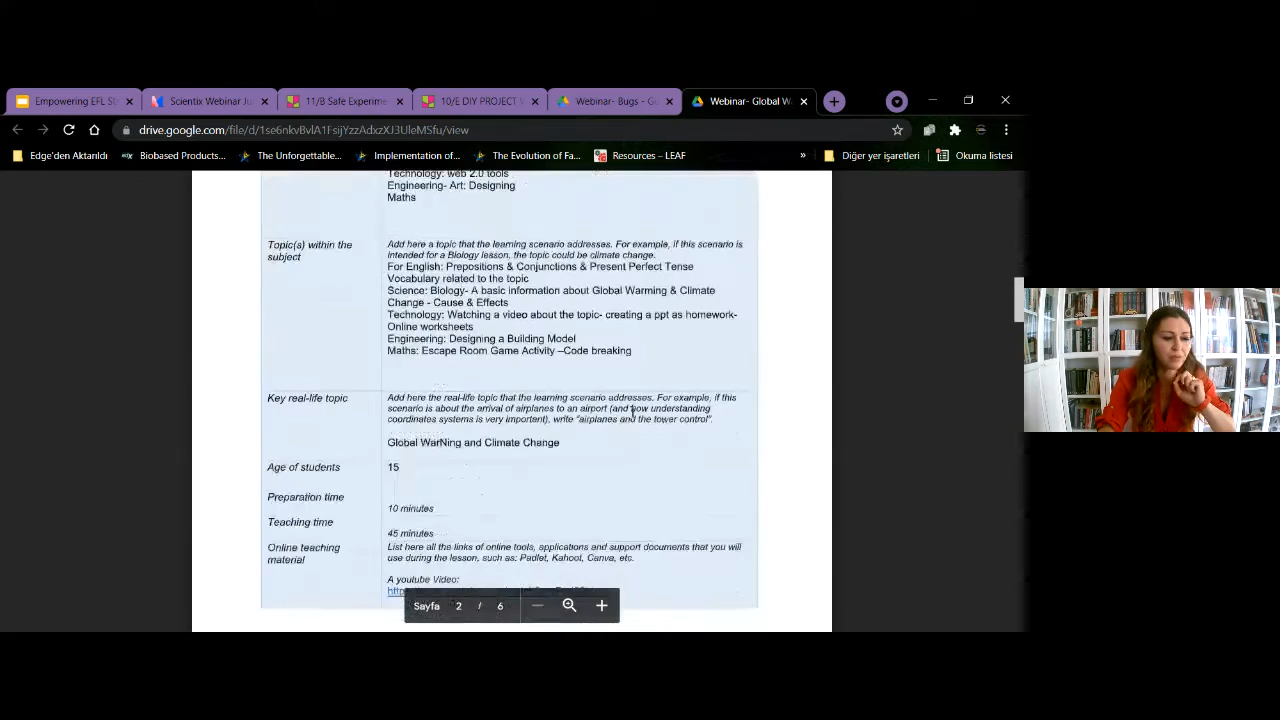 Empowering EFL St
Scientix Webinar Ju
11/B Safe Experime
10/E DIY PROJECT V
Webinar- Bugs - G
Webinar- Global W
drive.google.com/file/d/1se6nkvBvlA1FsijYzzAdxzXJ3UleMSfu/view
Edge'den Aktarıldı
Biobased Products...
The Unforgettable...
Implementation of...
The Evolution of Fa...
Resources – LEAF
»
Diğer yer işaretleri
Okuma listesi
Technology: web 2.0 tools
Engineering- Art: Designing
Maths
Topic(s) within the
subject
Add here a topic that the learning scenario addresses. For example, if this scenario is
intended for a Biology lesson, the topic could be climate change.
For English: Prepositions & Conjunctions & Present Perfect Tense
Vocabulary related to the topic
Science: Biology- A basic information about Global Warming & Climate
Change - Cause & Effects
Technology: Watching a video about the topic- creating a ppt as homework-
Online worksheets
Engineering: Designing a Building Model
Maths: Escape Room Game Activity –Code breaking
Key real-life topic
Add here the real-life topic that the learning scenario addresses. For example, if this
scenario is about the arrival of airplanes to an airport (and how understanding
coordinates systems is very important), write “airplanes and the tower control”.
Global WarNing and Climate Change
Age of students
15
Preparation time
10 minutes
Teaching time
45 minutes
Online teaching
material
List here all the links of online tools, applications and support documents that you will
use during the lesson, such as: Padlet, Kahoot, Canva, etc.
A youtube Video:
Sayfa 2 / 6